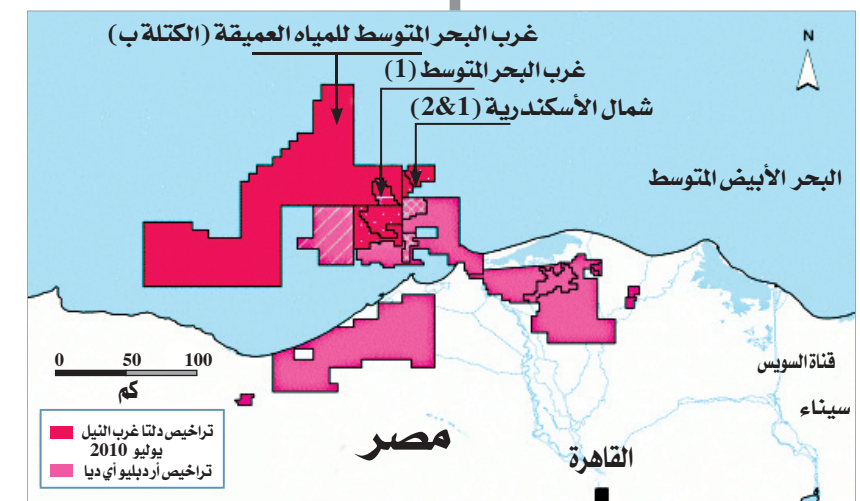 غرب البحر المتوسط للمياه العميقة (الكتلة ب)
غرب البحر المتوسط (1)
شمال الأسكندرية (1&2)
N
البحر الأبيض المتوسط
0 50 100
كم
قناة السويس
سيناء
مصر
القاهرة
تراخيص دلتا غرب النيل
يوليو 2010
تراخيص أر دبليو أي ديا